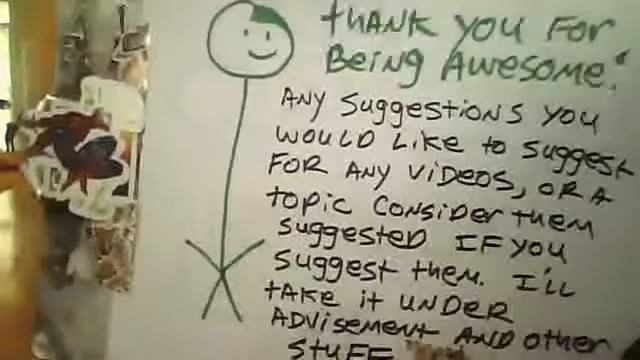 THANK YOU FOR
BEING AWESOME!
ANY SUGGESTIONS YOU
WOULD LIKE to SUGGEST
FOR ANY VIDEOS, OR A
topic CONSIDER them
SUGGESTED IF YOU
SUGGEST them. I'LL
TAKE it UNDER
ADVISEMENT AND Other
StUFF